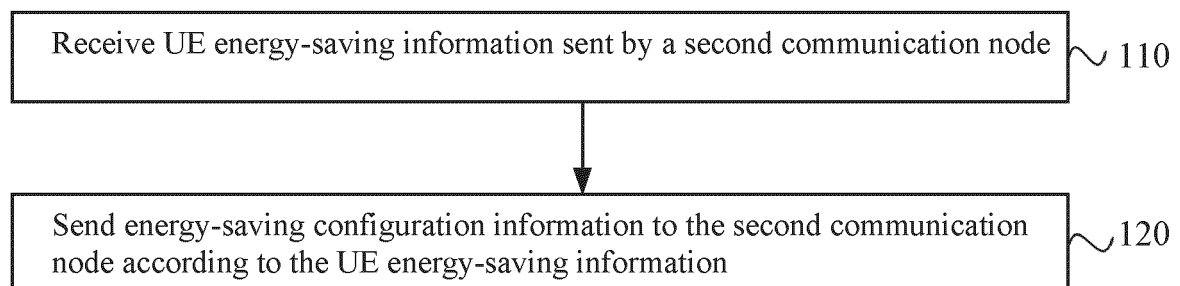 Receive UE energy-saving information sent by a second communication node
110
Send energy-saving configuration information to the second communication
node according to the UE energy-saving information
120